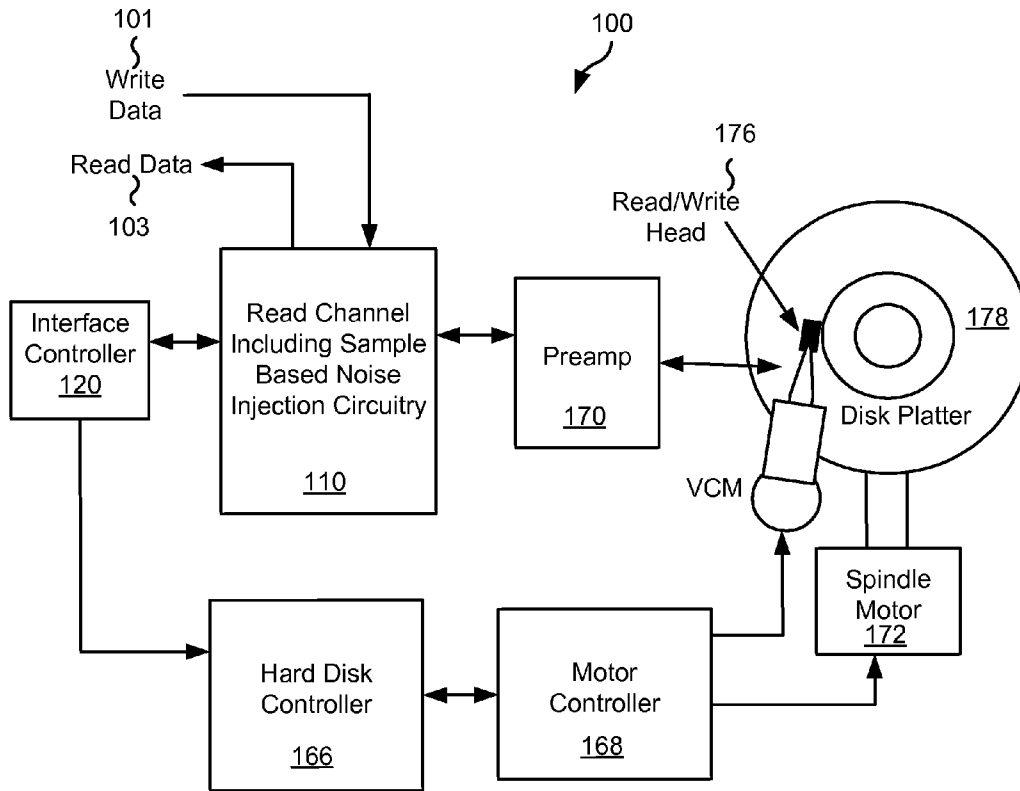 101
Write
Data
100
Read Data
103
176
Read/Write
Head
Interface
Controller
120
Read Channel
Including Sample
Based Noise
Injection Circuitry
110
Preamp
170
178
Disk Platter
VCM
Spindle
Motor
172
Hard Disk
Controller
166
Motor
Controller
168